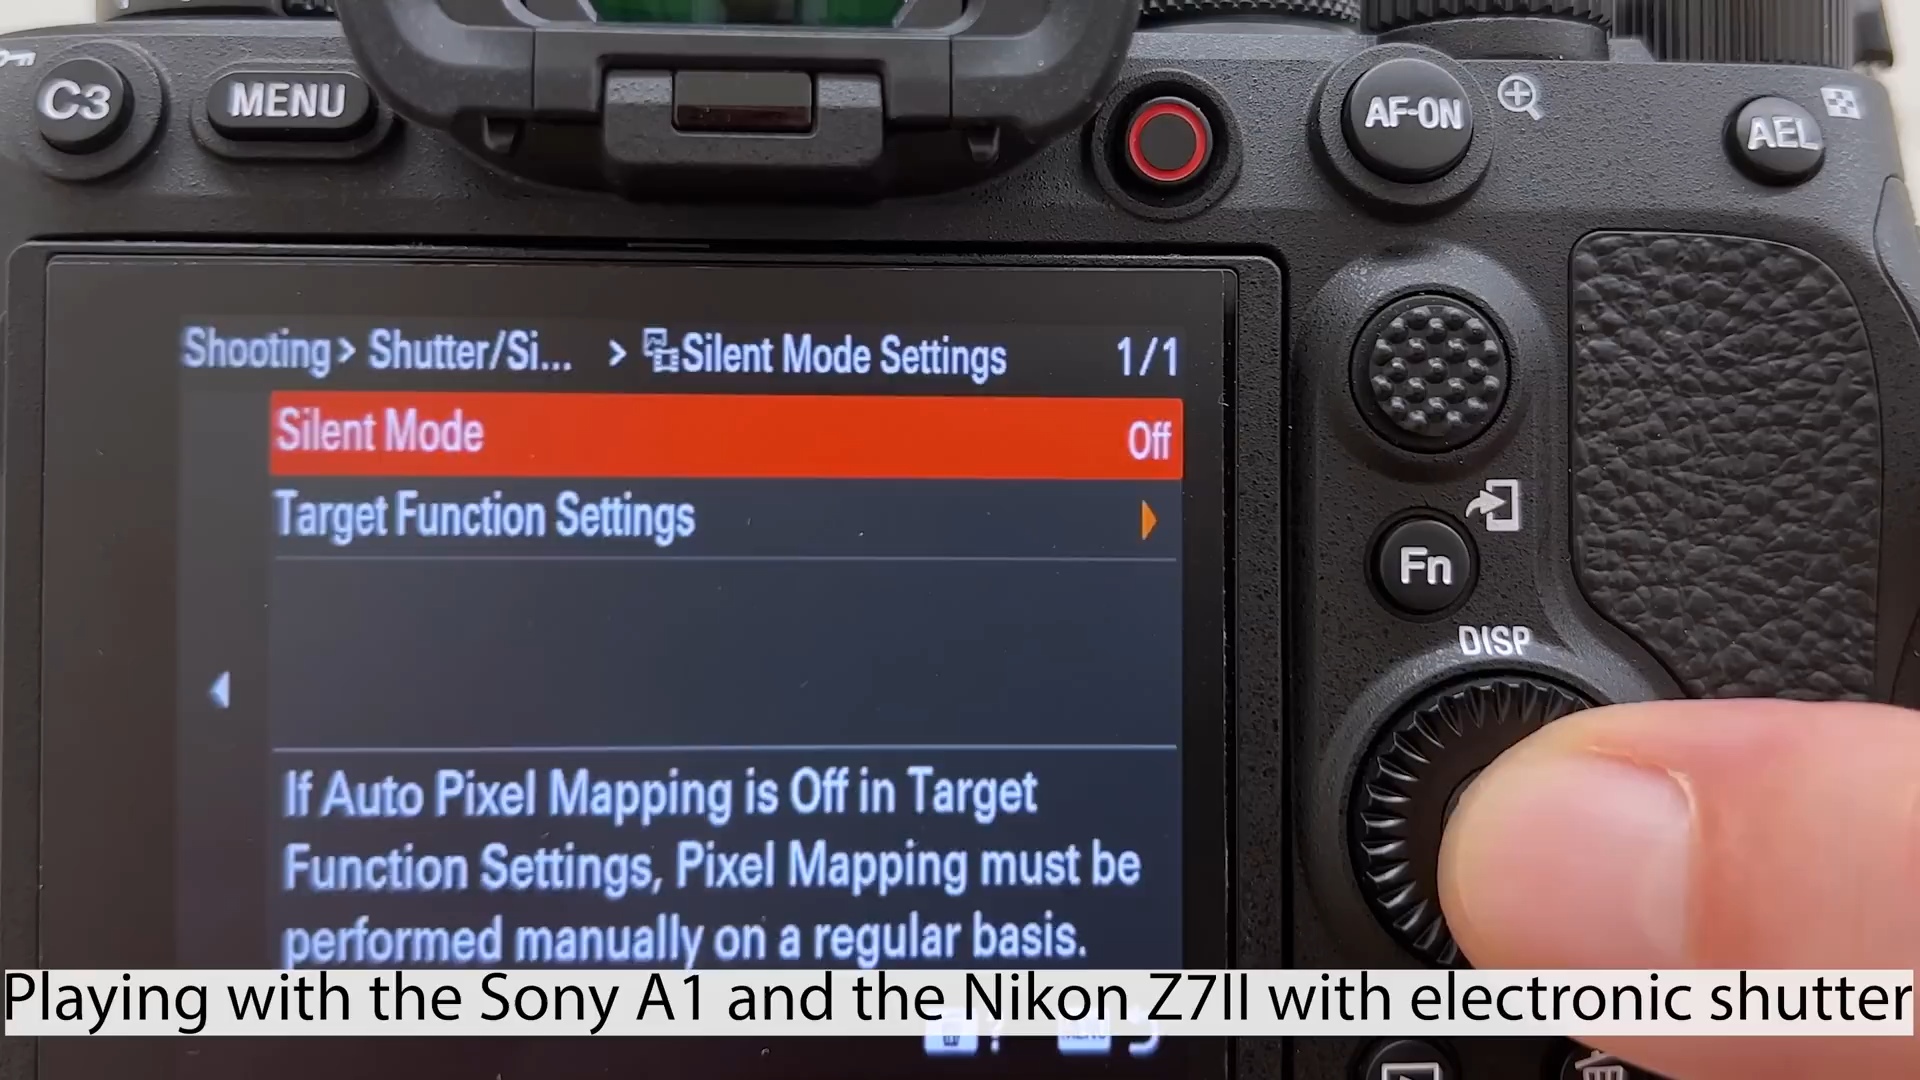 C3
MENU
AF-ON
AEL
Shooting> Shutter/Si... > Silent Mode Settings 1/1
Silent Mode Off
Target Function Settings
Fn
DISP
If Auto Pixel Mapping is Off in Target
Function Settings, Pixel Mapping must be
performed manually on a regular basis.
Playing with the Sony A1 and the Nikon Z7II with electronic shutter
?